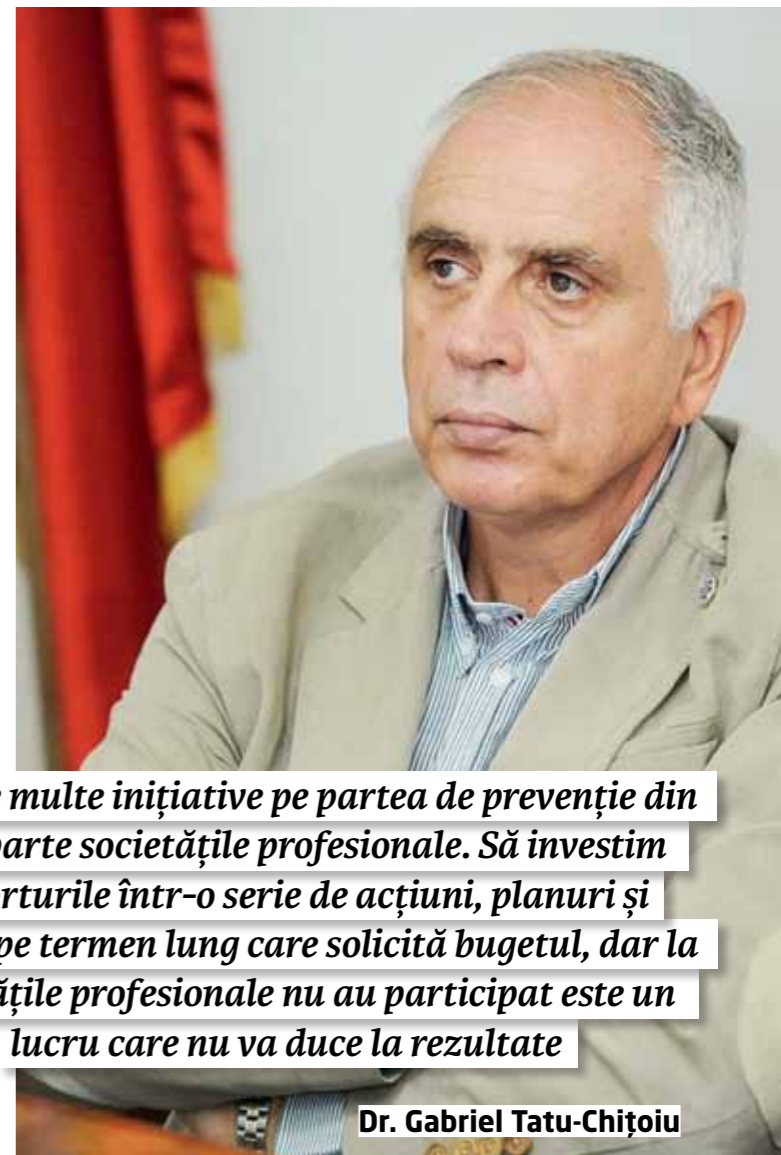 multe inițiative pe partea de prevenție din
parte societățile profesionale. Să investim
într-o serie de acțiuni, planuri și
pe termen lung care solicită bugetul, dar la
profesionale nu au participat este un
lucru care nu va duce la rezultate
Dr. Gabriel Tatu-Chițoiu